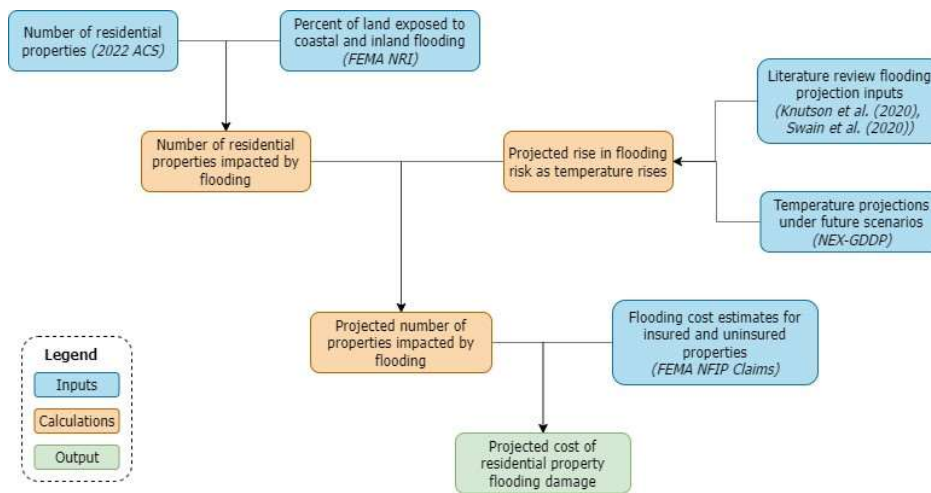 Number of residential
properties (2022 ACS)
Percent of land exposed to
coastal and inland flooding
(FEMA NRI)
Literature review flooding
projection inputs
(Knutson et al. (2020),
Swain et al. (2020))
Number of residential
properties impacted by
flooding
Projected rise in flooding
risk as temperature rises
Temperature projections
under future scenarios
(NEX-GDDP)
Projected number of
properties impacted by
flooding
Flooding cost estimates for
insured and uninsured
properties
(FEMA NFIP Claims)
Legend
Inputs
Calculations
Output
Projected cost of
residential property
flooding damage